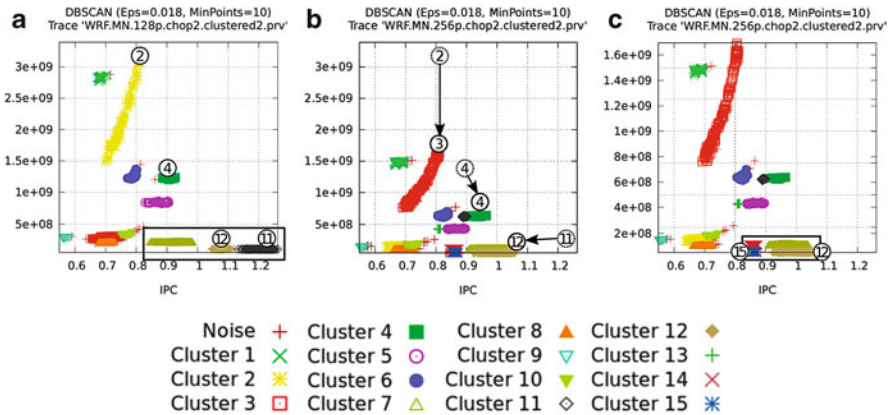 a
DBSCAN (Eps=0.018, MinPoints=10)
Trace 'WRF.MN.128p.chop2.clustered2.prv'
3e+09
2.5e+09
2e+09
1.5e+09
1e+09
5e+08
0.6 0.7 0.8 0.9 1 1.1 1.2
IPC
2
4
12
11
b
DBSCAN (Eps=0.018, MinPoints=10)
Trace 'WRF.MN.256p.chop2.clustered2.prv'
3e+09
2.5e+09
2e+09
1.5e+09
1e+09
5e+08
0.6 0.7 0.8 0.9 1 1.1 1.2
IPC
2
3
4
4
12
11
c
DBSCAN (Eps=0.018, MinPoints=10)
Trace 'WRF.MN.256p.chop2.clustered2.prv'
1.6e+09
1.4e+09
1.2e+09
1e+09
8e+08
6e+08
4e+08
2e+08
0.6 0.7 0.8 0.9 1 1.1 1.2
IPC
15
12
Noise Cluster 4 Cluster 8 Cluster 12
Cluster 1 Cluster 5 Cluster 9 Cluster 13
Cluster 2 Cluster 6 Cluster 10 Cluster 14
Cluster 3 Cluster 7 Cluster 11 Cluster 15